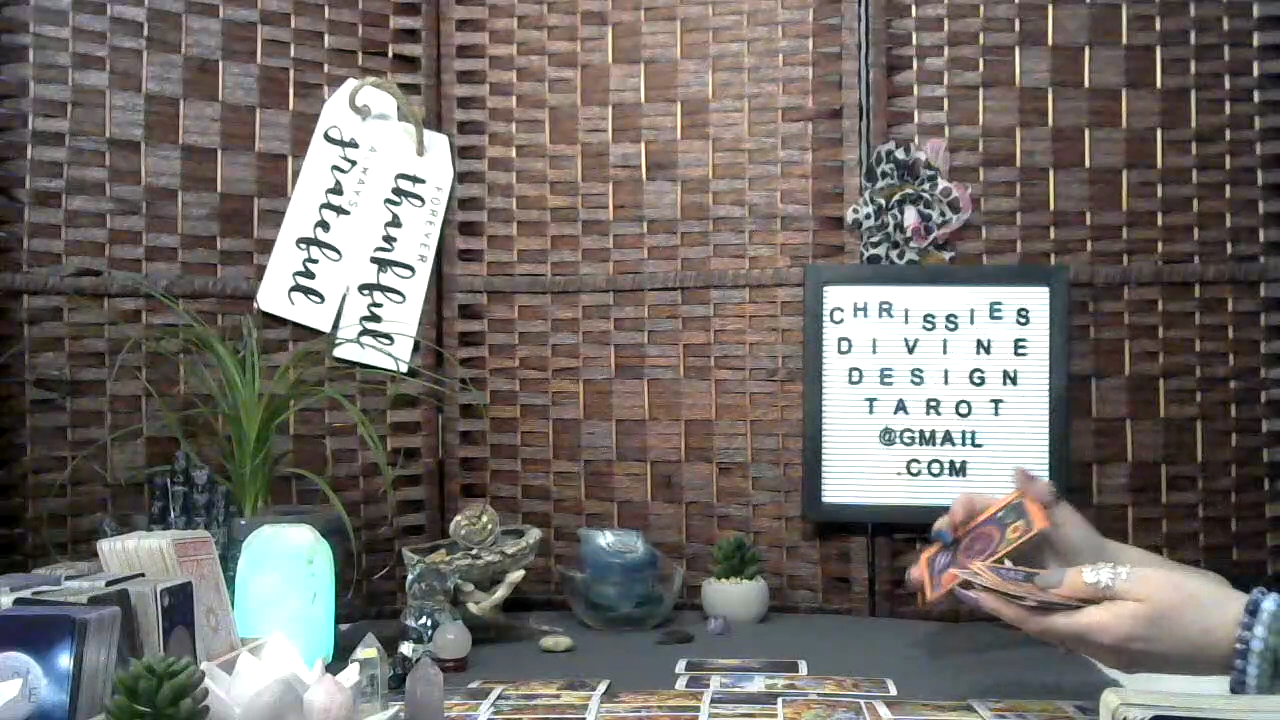 FOREVER
thankful
ALWAYS
grateful
CHRISSIES
DIVINE
DESIGN
TAROT
@GMAIL
.COM